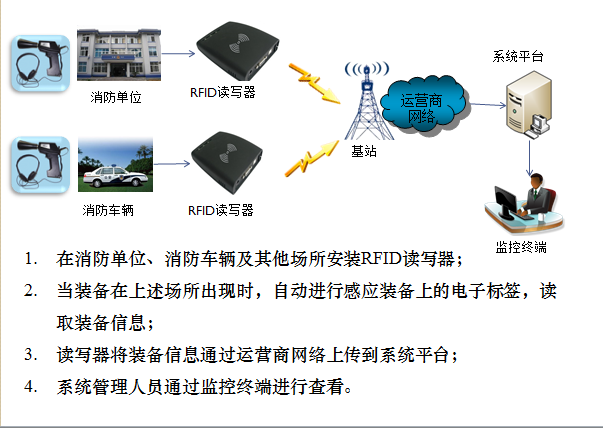 系统平台
运营商
网络
消防单位
RFID读写器
基站
消防车辆
RFID读写器
监控终端
1. 在消防单位、消防车辆及其他场所安装RFID读写器；
2. 当装备在上述场所出现时，自动进行感应装备上的电子标签，读
取装备信息；
3. 读写器将装备信息通过运营商网络上传到系统平台；
4. 系统管理人员通过监控终端进行查看。